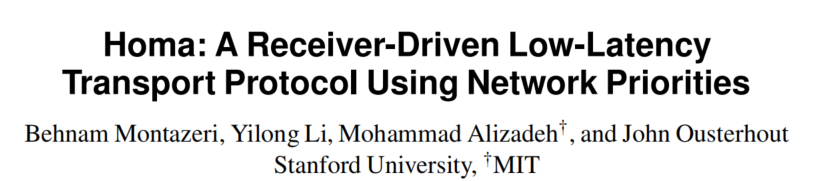 Homa: A Receiver-Driven Low-Latency
Transport Protocol Using Network Priorities
Behnam Montazeri, Yilong Li, Mohammad Alizadeh†, and John Ousterhout
Stanford University, †MIT